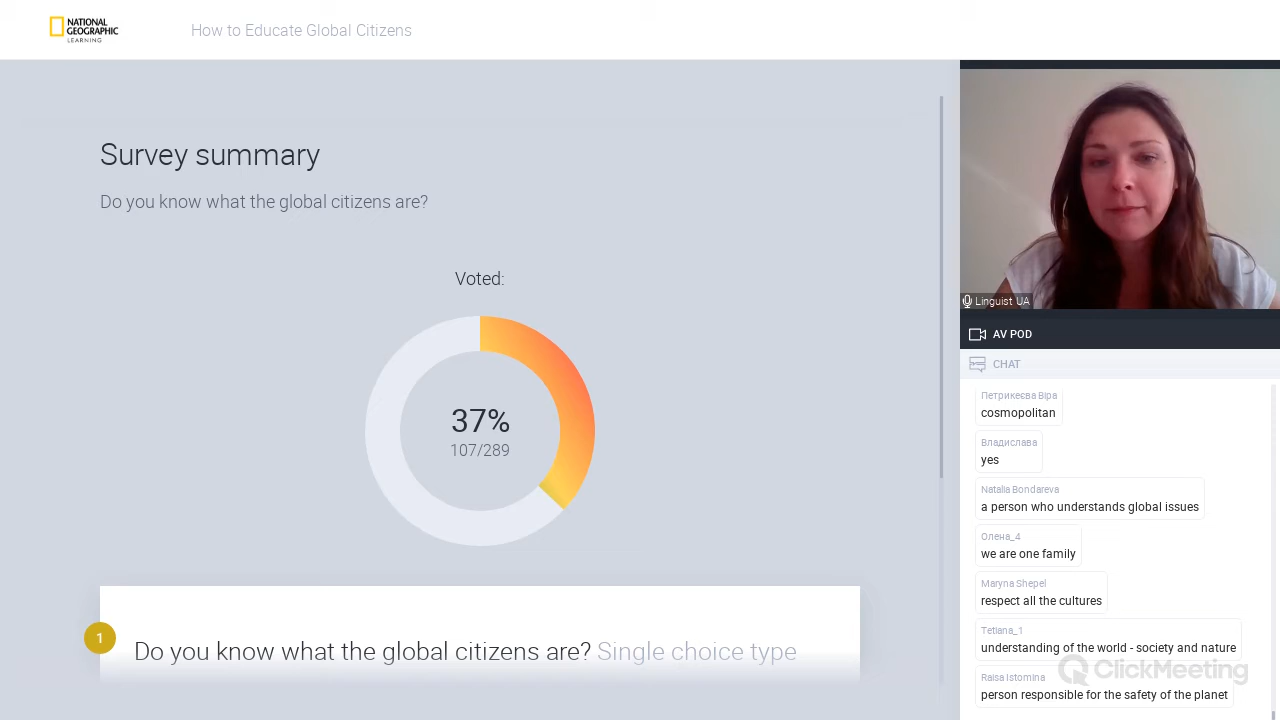 NATIONAL
GEOGRAPHIC
LEARNING
How to Educate Global Citizens
Survey summary
Do you know what the global citizens are?
Voted:
37%
107/289
1
Do you know what the global citizens are? Single choice type
Linguist UA
AV POD
CHAT
Петрикеєва Віра
cosmopolitan
Владислава
yes
Natalia Bondareva
a person who understands global issues
Олена_4
we are one family
Maryna Shepel
respect all the cultures
Tetiana_1
understanding of the world - society and nature
Raisa Istomina
person responsible for the safety of the planet
ClickMeeting